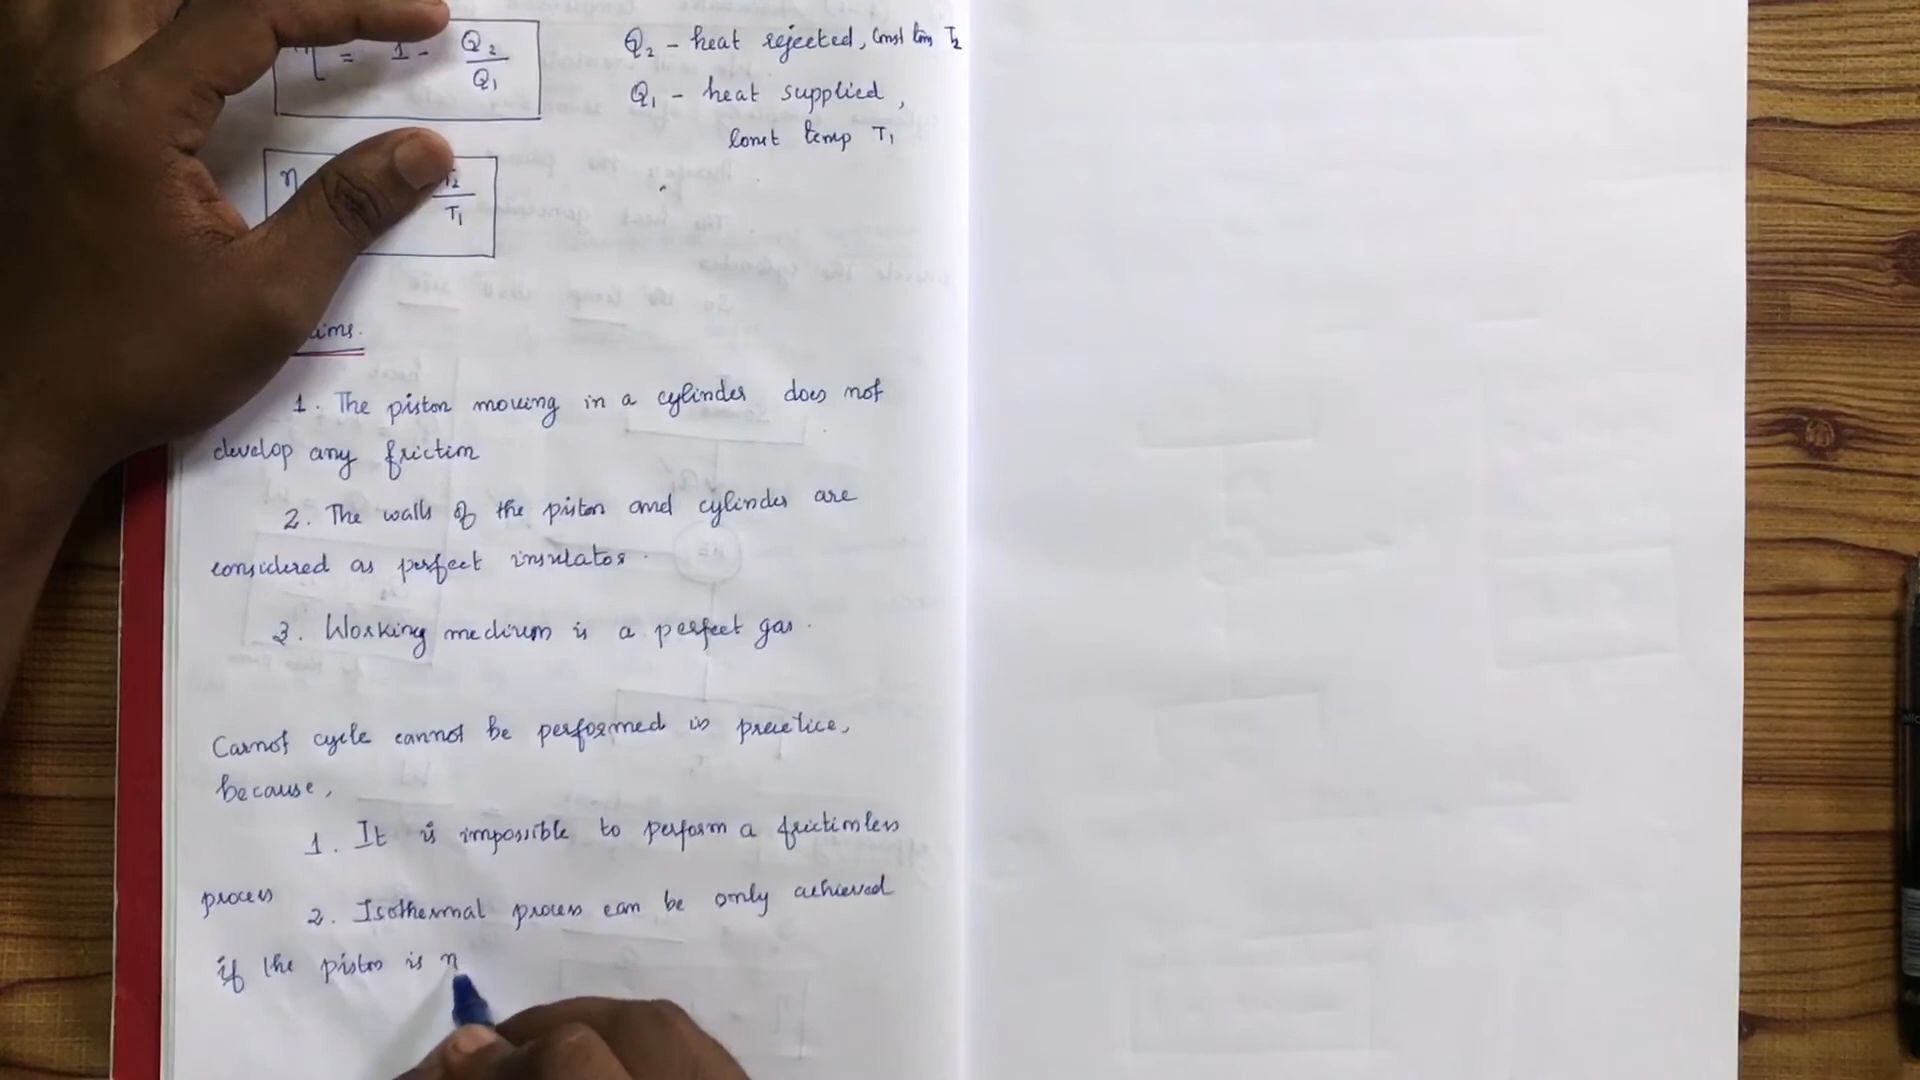 η = 1 - Q₂/Q₁
Q₂ - heat rejected, const tem T₂
Q₁ - heat supplied,
const temp T₁
η T₂/T₁
1. The piston moving in a cylinder does not
develop any friction
2. The walls of the piston and cylinder are
considered as perfect insulator.
3. Working medium is a perfect gas.
Carnot cycle cannot be performed in practice,
because,
1. It is impossible to perform a frictionless
process
2. Isothermal process can be only achieved
if the piston is n